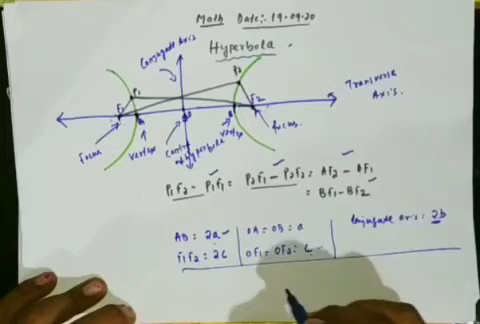 Math Date:- 19-09-20
Hyperbola.
Conjugate Axis
P1
P2
F1
F2
Transverse Axis.
A
B
focus
vertex
Centre of hyperbola
vertex
focus.
P1F2 - P1F1 = P2F1 - P2F2 = AF2 - AF1
= BF1 - BF2
AB = 2a
F1F2 = 2C
OA = OB = a
OF1 = OF2 = C
Conjugate axis = 2b